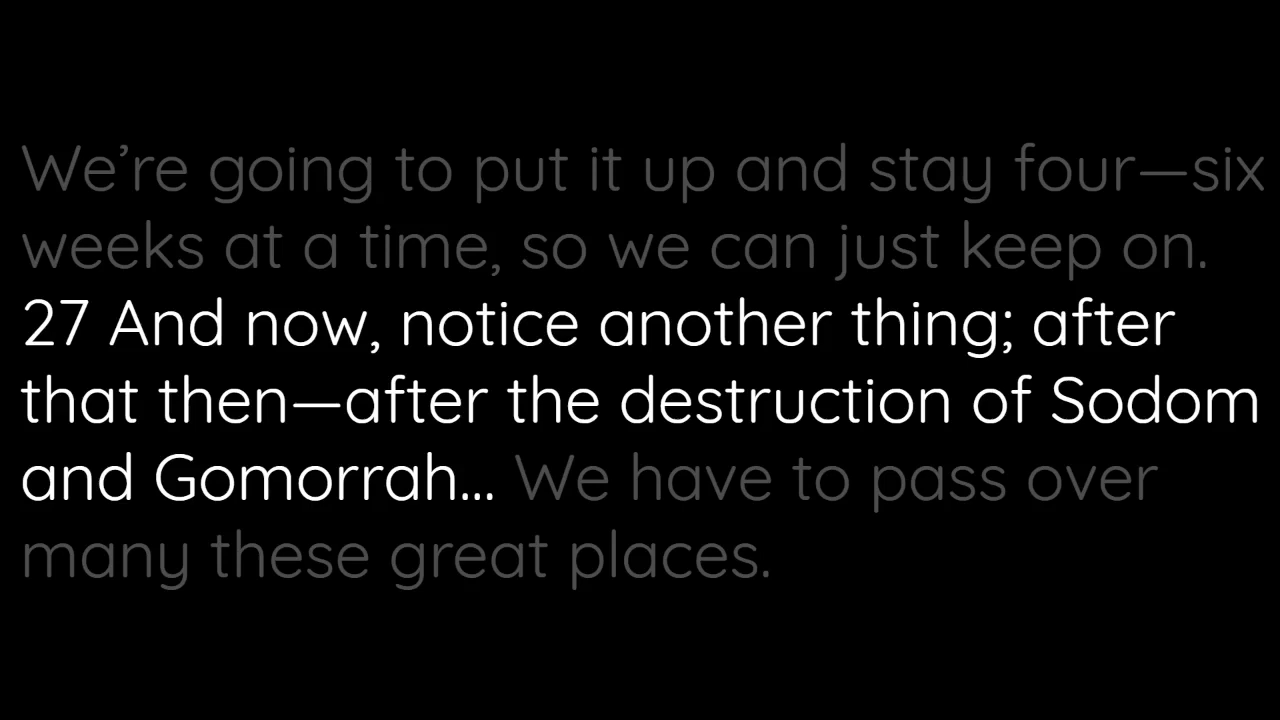 We’re going to put it up and stay four—six
weeks at a time, so we can just keep on.
27 And now, notice another thing; after
that then—after the destruction of Sodom
and Gomorrah... We have to pass over
many these great places.